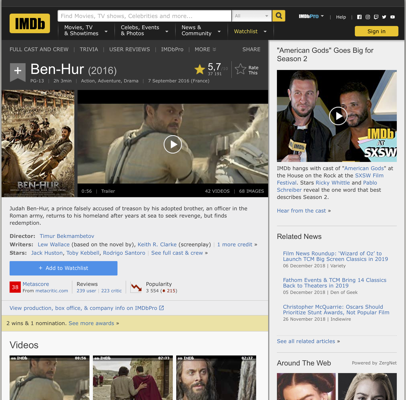 IMDb
Find Movies, TV shows, Celebrities and more...
All
Movies, TV & Showtimes
Celebs, Events & Photos
News & Community
Watchlist
IMDbPro
Help
Sign in
FULL CAST AND CREW | TRIVIA | USER REVIEWS | IMDbPro | MORE
SHARE
Ben-Hur (2016)
5,7
Rate This
PG-13 | 2h 3min | Action, Adventure, Drama | 7 September 2016 (France)
BEN-HUR
0:56 | Trailer
42 VIDEOS | 68 IMAGES
Judah Ben-Hur, a prince falsely accused of treason by his adopted brother, an officer in the
Roman army, returns to his homeland after years at sea to seek revenge, but finds
redemption.
Director: Timur Bekmambetov
Writers: Lew Wallace (based on the novel by), Keith R. Clarke (screenplay) | 1 more credit »
Stars: Jack Huston, Toby Kebbell, Rodrigo Santoro | See full cast & crew »
+ Add to Watchlist
38
Metascore
From metacritic.com
Reviews
239 user | 223 critic
Popularity
3 554
View production, box office, & company info on IMDbPro
2 wins & 1 nomination. See more awards »
Videos
"American Gods" Goes Big for
Season 2
IMDb
at
SXSW
IMDb hangs with cast of "American Gods" at
the House on the Rock at the SXSW Film
Festival. Stars Ricky Whittle and Pablo
Schreiber reveal the one word that best
describes Season 2.
Hear from the cast »
Related News
Film News Roundup: 'Wizard of Oz' to
Launch TCM Big Screen Classics in 2019
06 December 2018 | Variety
Fathom Events & TCM Bring 14 Classics
Back to Theaters in 2019
05 December 2018 | Den of Geek
Christopher McQuarrie: Oscars Should
Prioritize Stunt Awards, Not Popular Film
26 November 2018 | Indiewire
See all related articles »
Around The Web
Powered by ZergNet